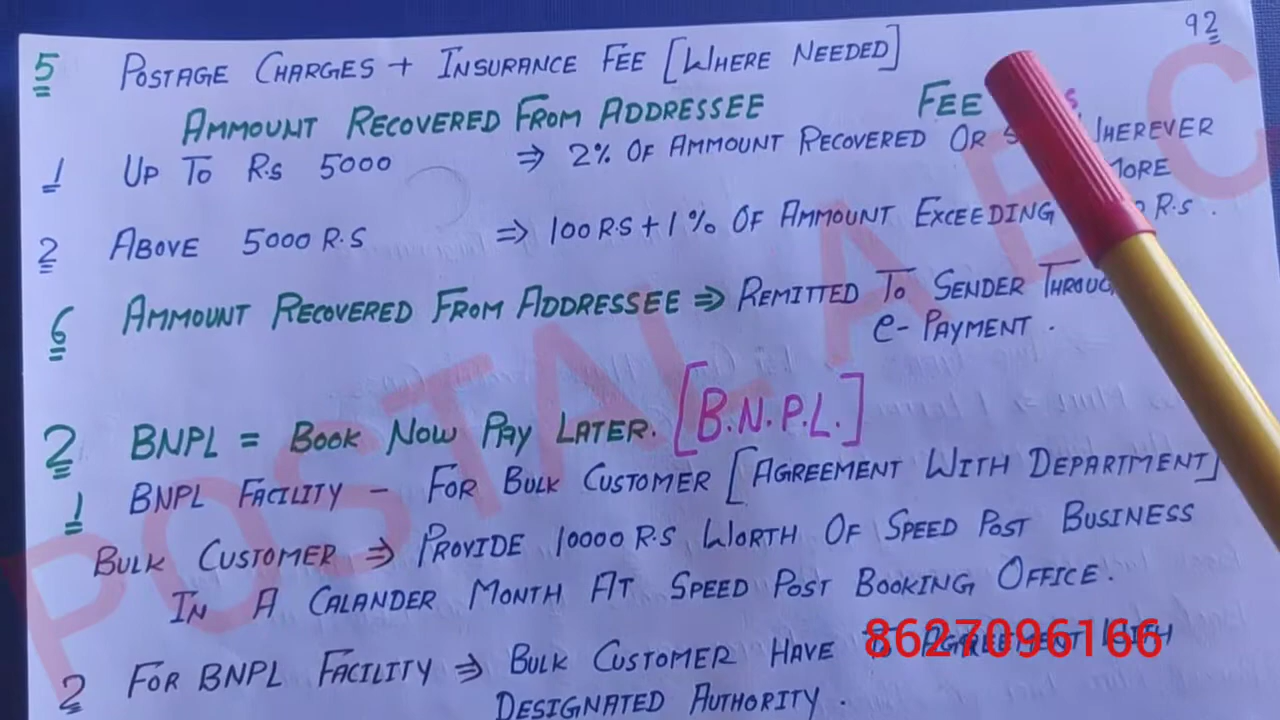 92
5 POSTAGE CHARGES + INSURANCE FEE [WHERE NEEDED]
AMMOUNT RECOVERED FROM ADDRESSEE FEE
1 UP TO R.s 5000 ⇒ 2% OF AMMOUNT RECOVERED OR WHEREVER
MORE
2 ABOVE 5000 R.S ⇒ 100 R.S + 1% OF AMMOUNT EXCEEDING R.s.
6 AMMOUNT RECOVERED FROM ADDRESSEE ⇒ REMITTED TO SENDER THROUGH
e-PAYMENT.
2 BNPL = BOOK NOW PAY LATER. [B.N.P.L.]
1 BNPL FACILITY - FOR BULK CUSTOMER [AGREEMENT WITH DEPARTMENT]
BULK CUSTOMER ⇒ PROVIDE 10000 R.S WORTH OF SPEED POST BUSINESS
IN A CALANDER MONTH AT SPEED POST BOOKING OFFICE.
8627096166
2 FOR BNPL FACILITY ⇒ BULK CUSTOMER HAVE AGREEMENT WITH
DESIGNATED AUTHORITY.
POSTAL ABC